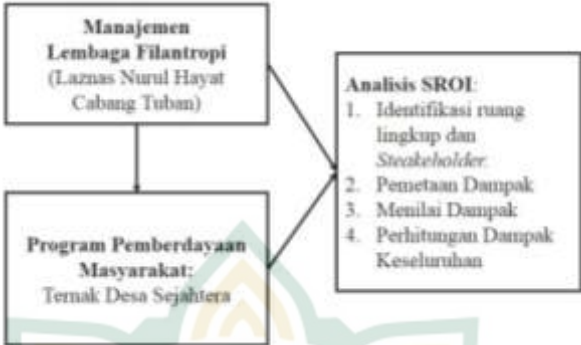 Manajemen
Lembaga Filantropi
(Laznas Nurul Hayat
Cabang Tuban)
Program Pemberdayaan
Masyarakat:
Ternak Desa Sejahtera
Analisis SROI:
1. Identifikasi ruang
lingkup dan
Steakeholder.
2. Pemetaan Dampak
3. Menilai Dampak
4. Perhitungan Dampak
Keseluruhan